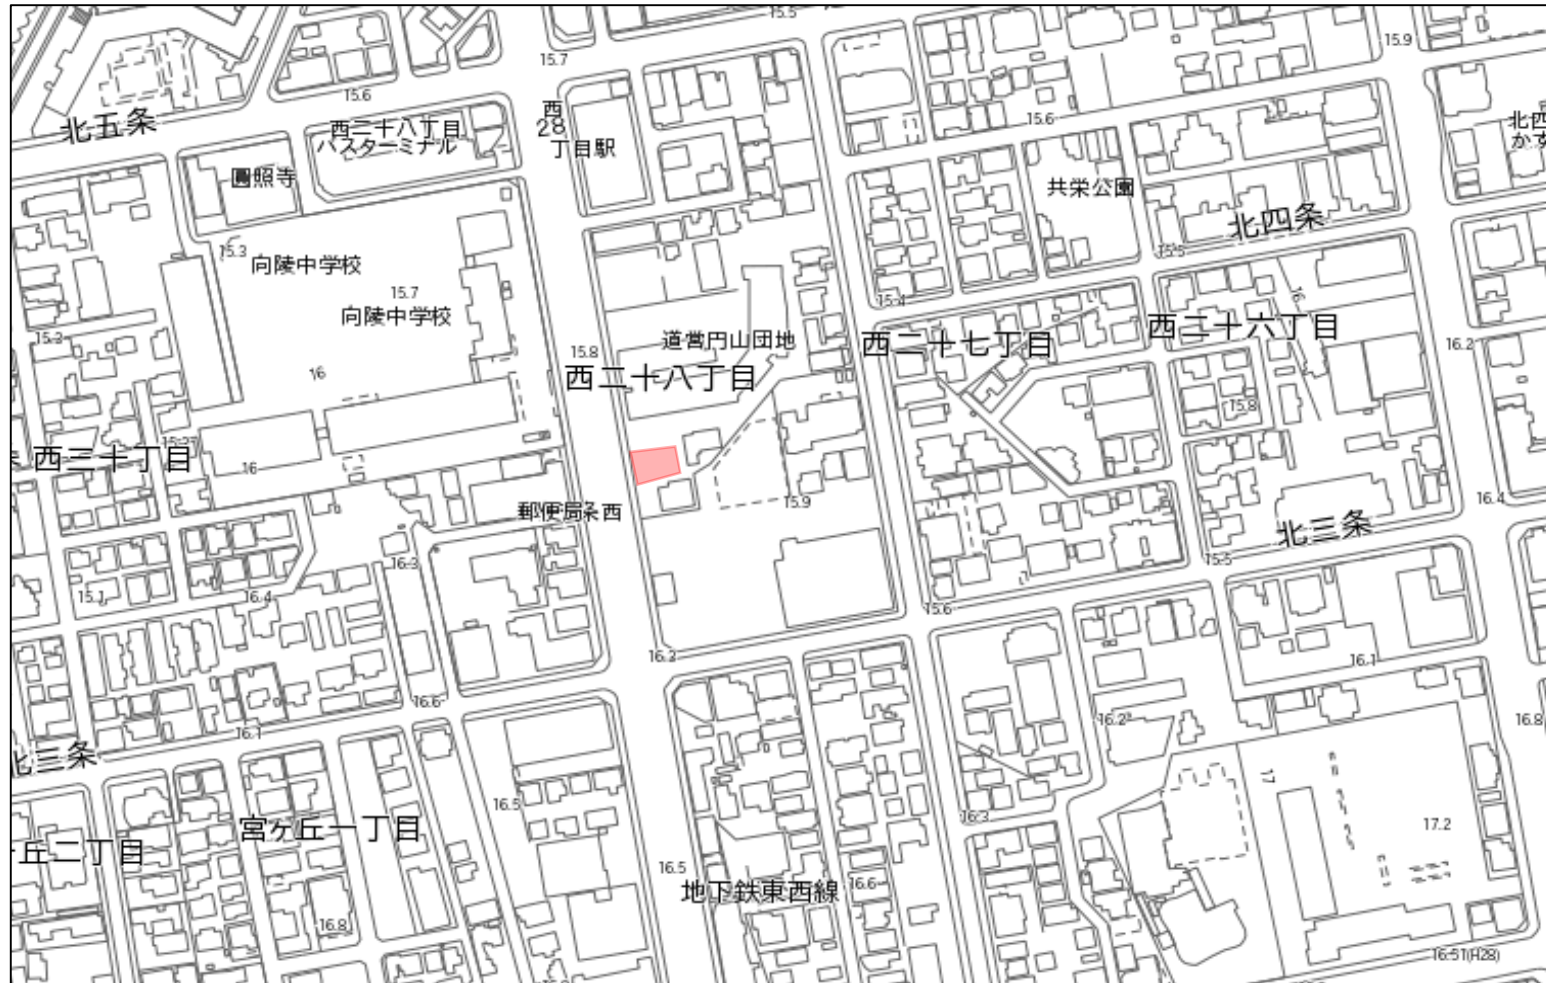 15.5
15.9
15.7
15.6
西
28
丁目駅
北五条
西二十八丁目
バスターミナル
15.6
北四
かす
圓照寺
共栄公園
北四条
15.3
向陵中学校
15.5
15.7
向陵中学校
15.4
16
15.3
道営円山団地
西二十七丁目
西二十六丁目
15.8
16.2
16
西二十八丁目
15.8
西三十丁目
16
15.9
16.4
郵便局条西
北三条
16.3
15.5
15.1
16.4
15.6
16.3
16.1
16.6
16.1
16.2
16.8
北三条
17
16.5
16.3
17.2
宮ヶ丘一丁目
丘二丁目
16.5
地下鉄東西線
16.6
16.8
16.51(H28)